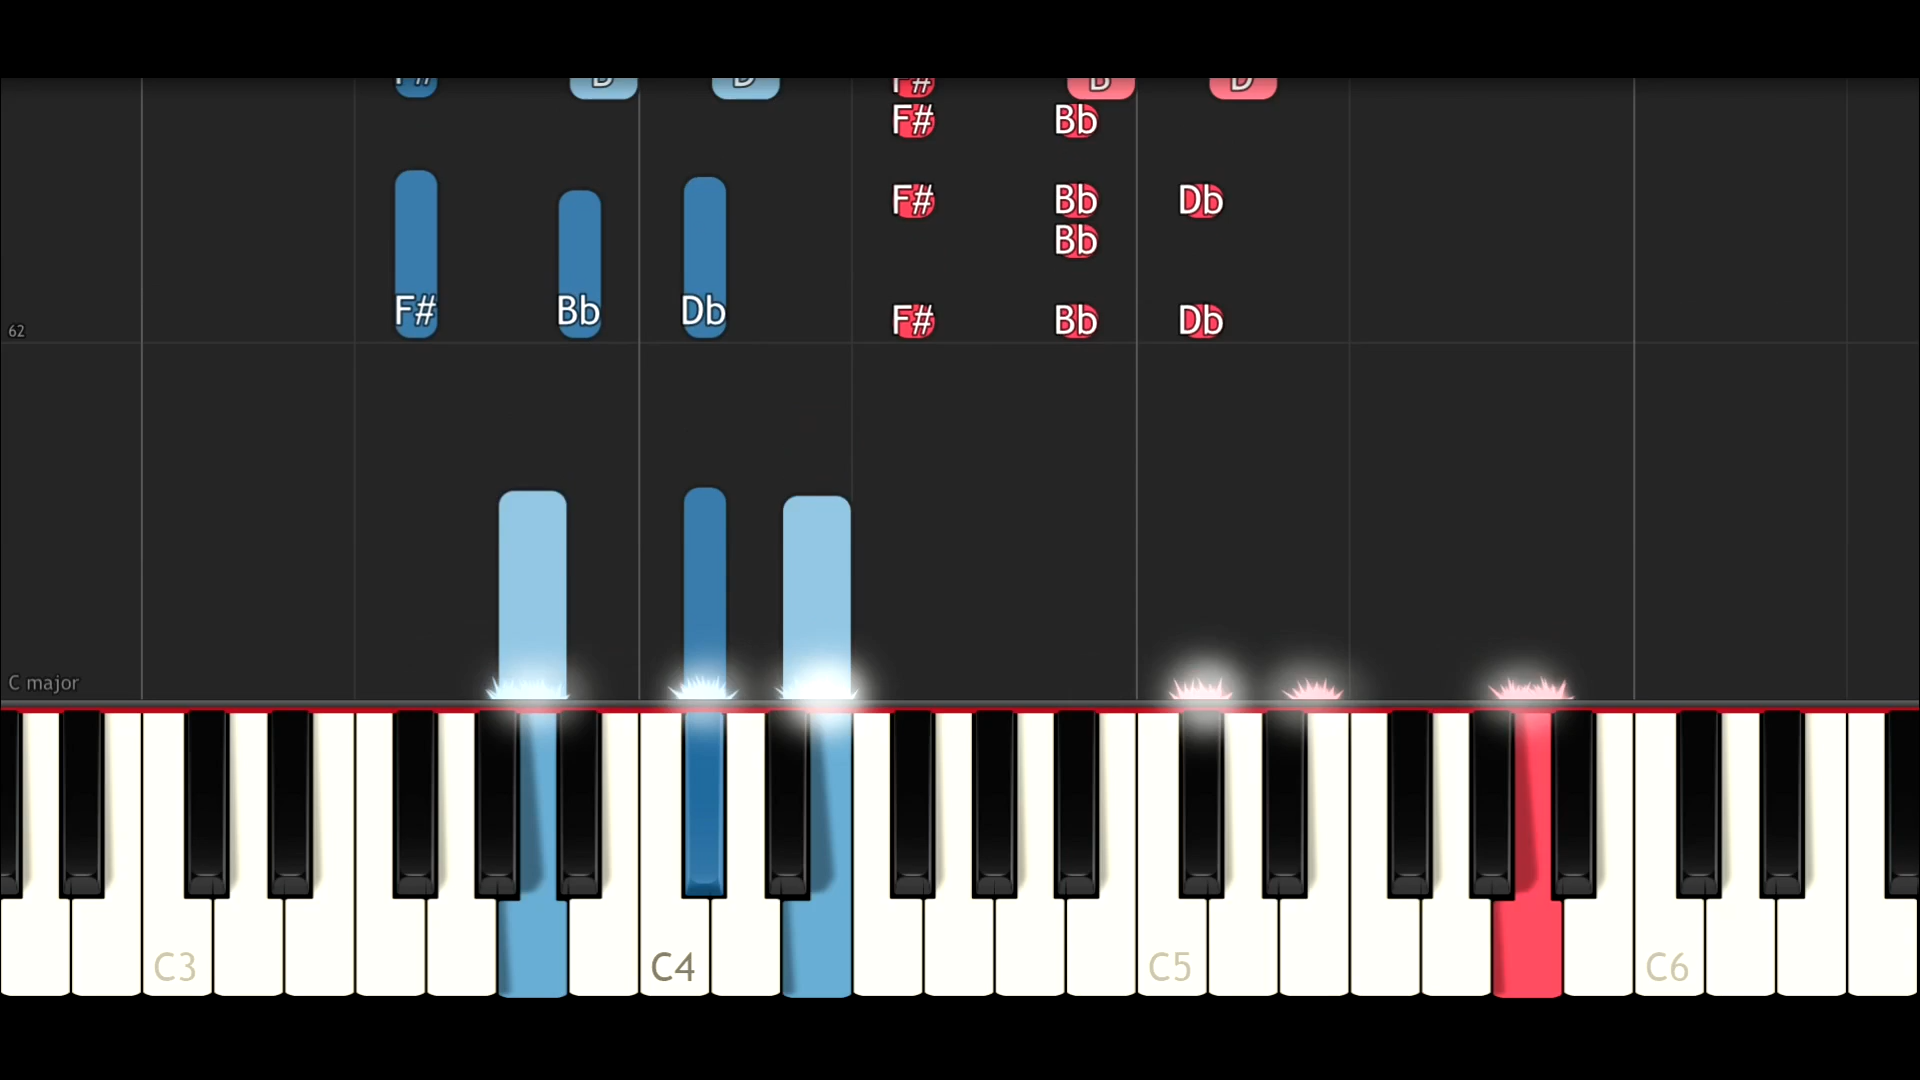 F# B D F# B D
F# Bb
F# Bb Db
Bb
F# Bb Db F# Bb Db
62
C major
C3 C4 C5 C6